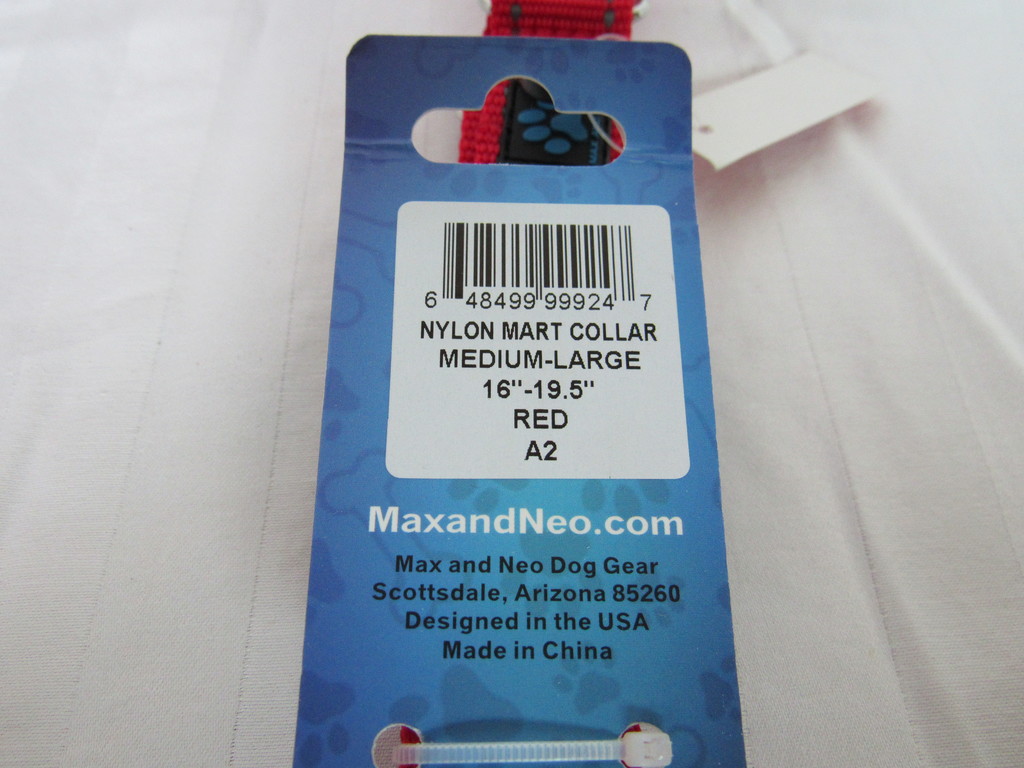 MAX
6 48499 99924 7
NYLON MART COLLAR
MEDIUM-LARGE
16"-19.5"
RED
A2
MaxandNeo.com
Max and Neo Dog Gear
Scottsdale, Arizona 85260
Designed in the USA
Made in China